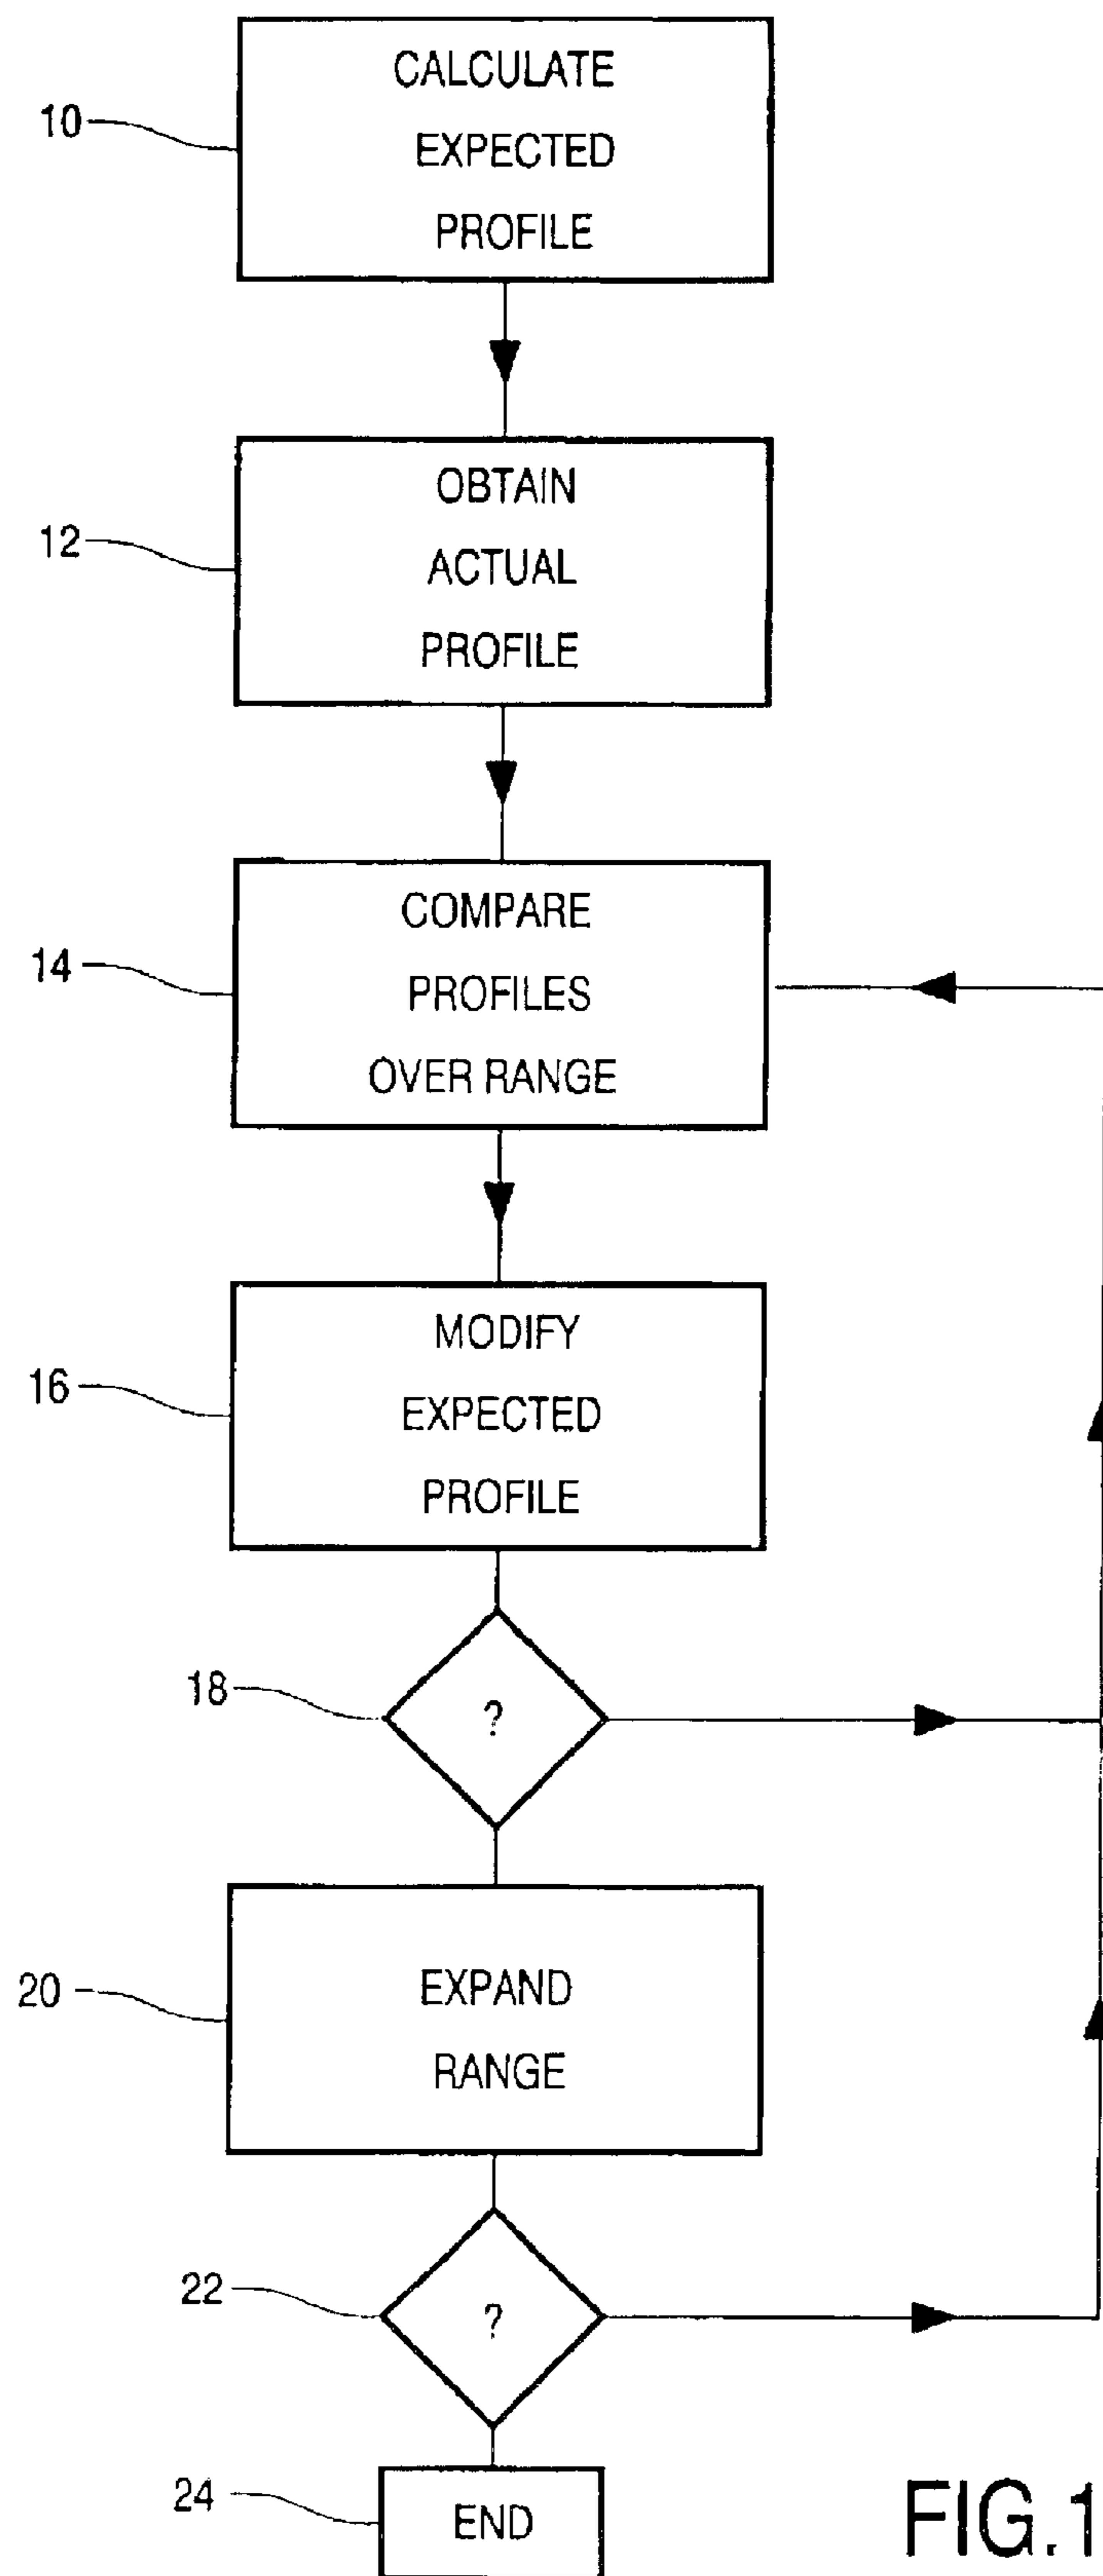 CALCULATE
10
EXPECTED
PROFILE
OBTAIN
12
ACTUAL
PROFILE
COMPARE
14
PROFILES
OVER RANGE
MODIFY
16
EXPECTED
PROFILE
18
?
20
EXPAND
RANGE
22
?
24
END
FIG.1